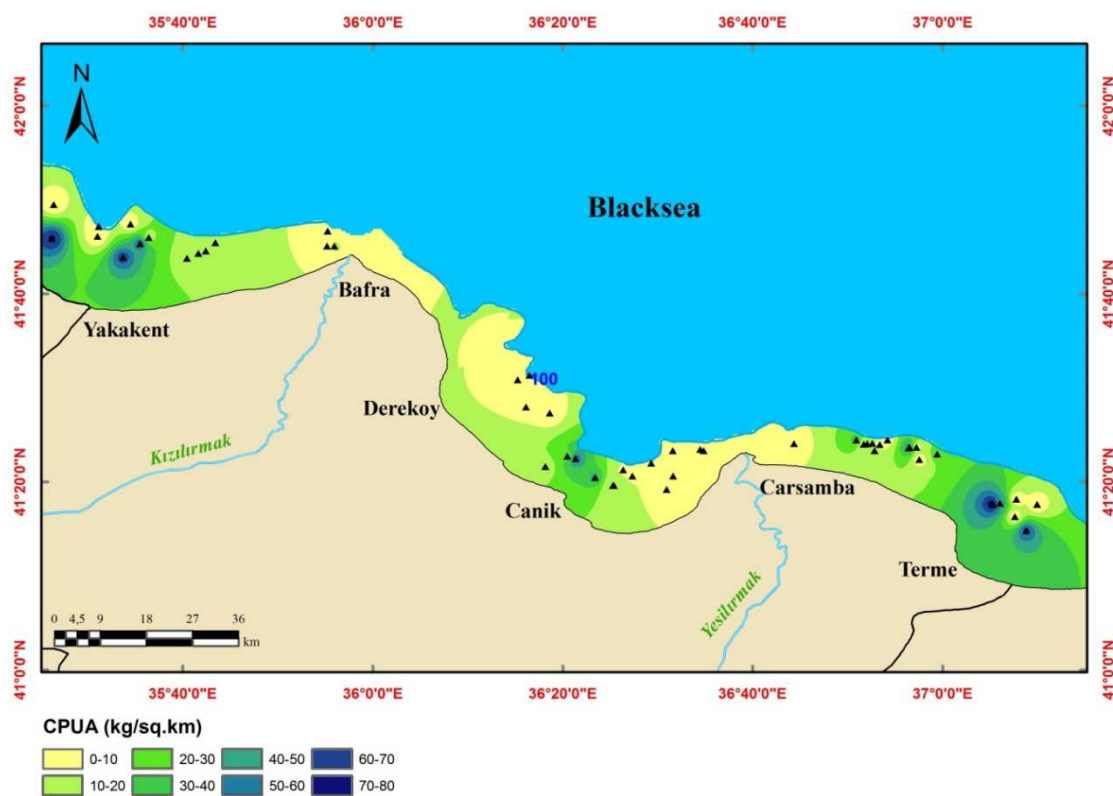 35°40'0"E 36°0'0"E 36°20'0"E 36°40'0"E 37°0'0"E
42°0'0"N 42°0'0"N
N
Blacksea
41°40'0"N 41°40'0"N
Bafra
Yakakent
100
Derekoy
Kızılırmak
41°20'0"N 41°20'0"N
Carsamba
Canik
Terme
Yesilırmak
0 4,5 9 18 27 36
km
41°0'0"N 41°0'0"N
35°40'0"E 36°0'0"E 36°20'0"E 36°40'0"E 37°0'0"E
CPUA (kg/sq.km)
0-10 20-30 40-50 60-70
10-20 30-40 50-60 70-80